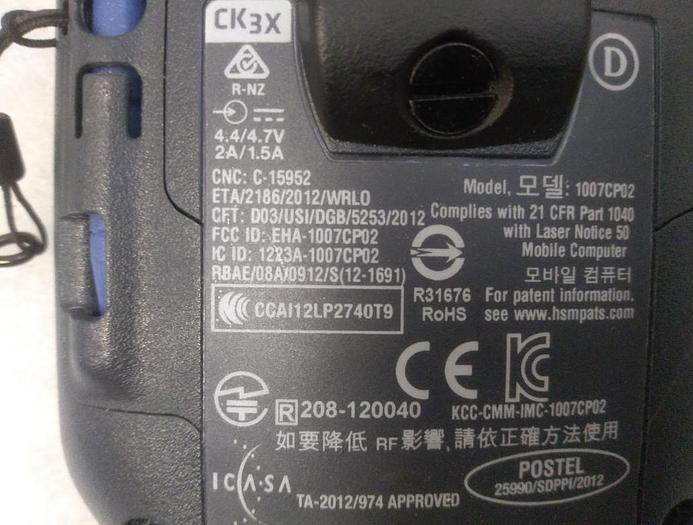 CK3X
R-NZ
4.4/4.7V
2A/1.5A
D
CNC: C-15952
ETA/2186/2012/WRLO
CFT: D03/USI/DGB/5253/2012
FCC ID: EHA-1007CP02
IC ID: 1223A-1007CP02
RBAE/08A/0912/S(12-1691)
CCAI12LP2740T9
Model, 모델: 1007CP02
Complies with 21 CFR Part 1040
with Laser Notice 50
Mobile Computer
모바일 컴퓨터
For patent information.
see www.hsmpats.com
R31676
RoHS
CE
KC
R 208-120040
KCC-CMM-IMC-1007CP02
如要降低 RF影響,請依正確方法使用
ICASA
TA-2012/974 APPROVED
POSTEL
25990/SDPPI/2012